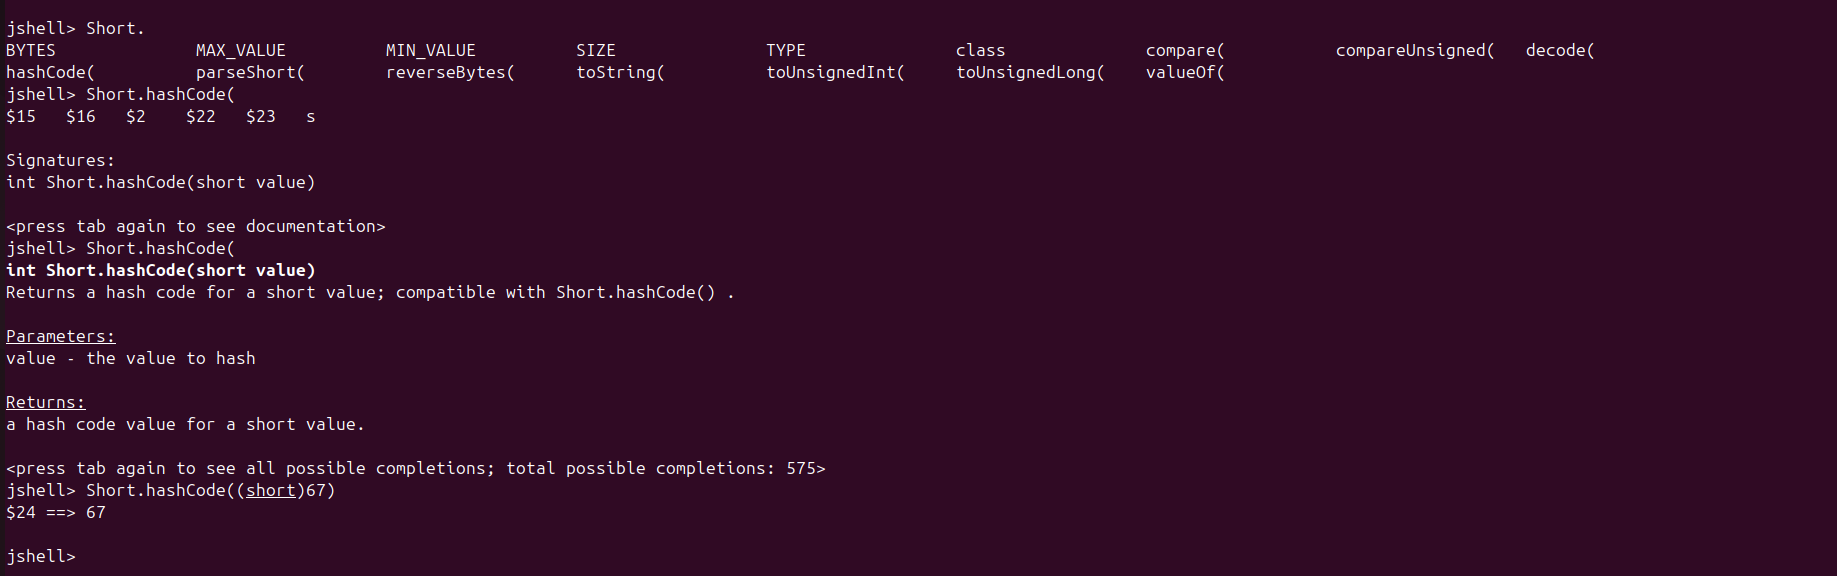 jshell> Short.
BYTES MAX_VALUE MIN_VALUE SIZE TYPE class compare( compareUnsigned( decode(
hashCode( parseShort( reverseBytes( toString( toUnsignedInt( toUnsignedLong( valueOf(
jshell> Short.hashCode(
$15 $16 $2 $22 $23 s
Signatures:
int Short.hashCode(short value)
<press tab again to see documentation>
jshell> Short.hashCode(
int Short.hashCode(short value)
Returns a hash code for a short value; compatible with Short.hashCode() .
Parameters:
value - the value to hash
Returns:
a hash code value for a short value.
<press tab again to see all possible completions; total possible completions: 575>
jshell> Short.hashCode((short)67)
$24 ==> 67
jshell>